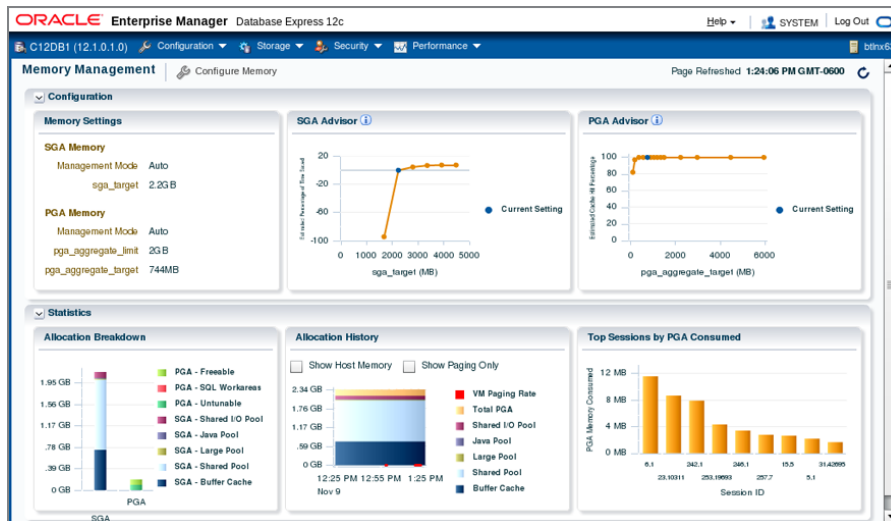 ORACLE Enterprise Manager Database Express 12c
Help SYSTEM Log Out
C12DB1 (12.1.0.1.0) Configuration Storage Security Performance
Memory Management Configure Memory Page Refreshed 1:24:06 PM GMT-0600
Configuration
Memory Settings
SGA Memory
Management Mode Auto
sga_target 2.2GB
PGA Memory
Management Mode Auto
pga_aggregate_limit 2GB
pga_aggregate_target 744MB
SGA Advisor
Estimated Percentage of Time Saved
20
-20
-60
-100
0 1000 2000 3000 4000 5000
sga_target (MB)
Current Setting
PGA Advisor
Estimated Cache Hit Percentage
100
80
60
40
20
0
0 2000 4000 6000
pga_aggregate_target (MB)
Current Setting
Statistics
Allocation Breakdown
1.95 GB
1.56 GB
1.17 GB
.78 GB
.39 GB
0 GB
PGA
SGA
PGA - Freeable
PGA - SQL Workareas
PGA - Untunable
SGA - Shared I/O Pool
SGA - Java Pool
SGA - Large Pool
SGA - Shared Pool
SGA - Buffer Cache
Allocation History
Show Host Memory Show Paging Only
2.34 GB
1.76 GB
1.17 GB
.59 GB
0 GB
12:25 PM 12:55 PM 1:25 PM
Nov 9
VM Paging Rate
Total PGA
Shared I/O Pool
Java Pool
Large Pool
Shared Pool
Buffer Cache
Top Sessions by PGA Consumed
PGA Memory Consumed
12 MB
8 MB
4 MB
0 MB
6.1 242.1 246.1 15.5 31.42695
23.10311 253.19693 257.7 5.1
Session ID